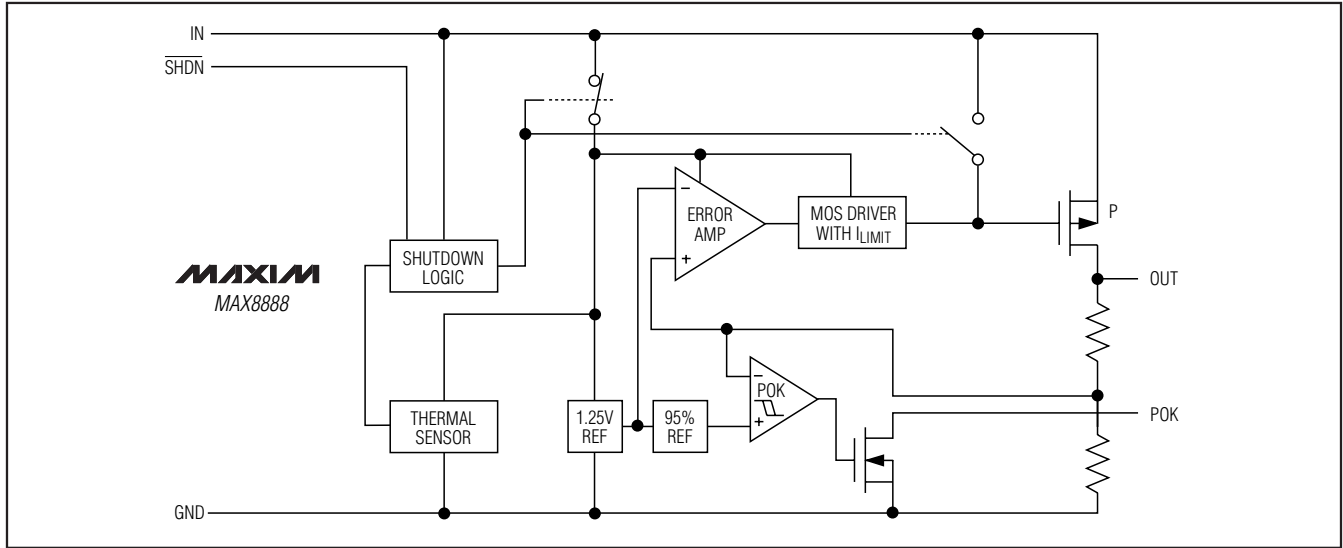 IN
SHDN
ERROR
AMP
−
+
MOS DRIVER
WITH ILIMIT
P
SHUTDOWN
LOGIC
MAXIM
MAX8888
OUT
THERMAL
SENSOR
1.25V
REF
95%
REF
−
POK
+
POK
GND